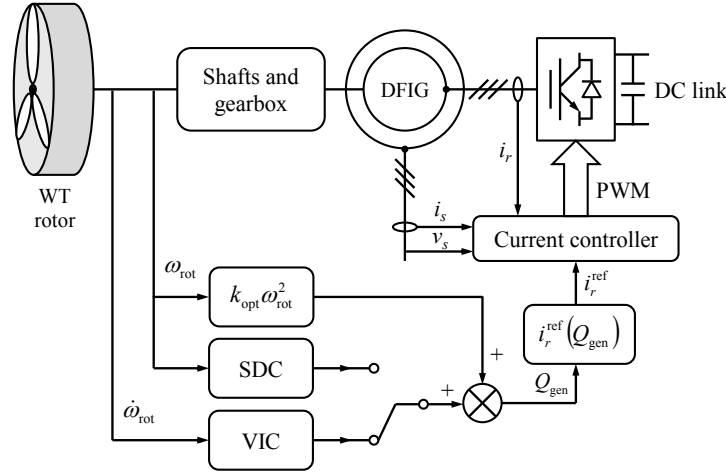 Shafts and
gearbox
DFIG
DC link
WT
rotor
i_r
PWM
i_s
v_s
Current controller
ω_rot
k_opt ω_rot^2
i_r^ref
i_r^ref (Q_gen)
+
SDC
Q_gen
+
ω̇_rot
VIC